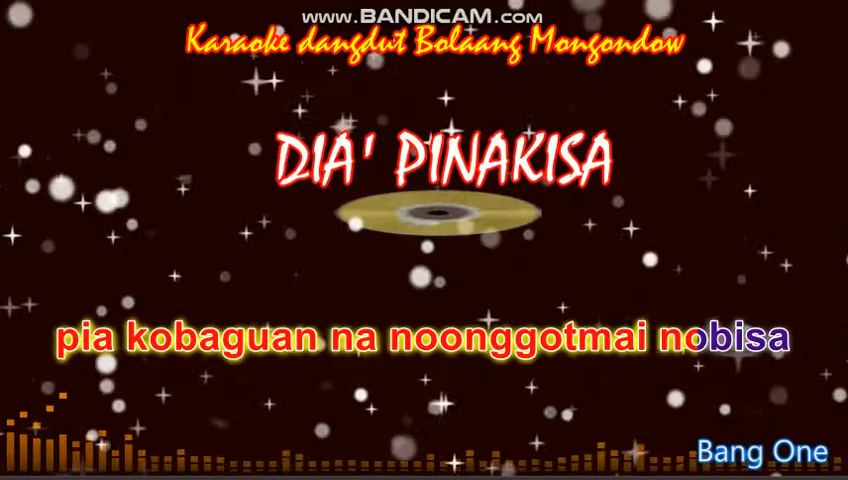 www.BANDICAM.com
Karaoke dangdut Bolaang Mongondow
DIA' PINAKISA
pia kobaguan na noonggotmai nobisa
Bang One